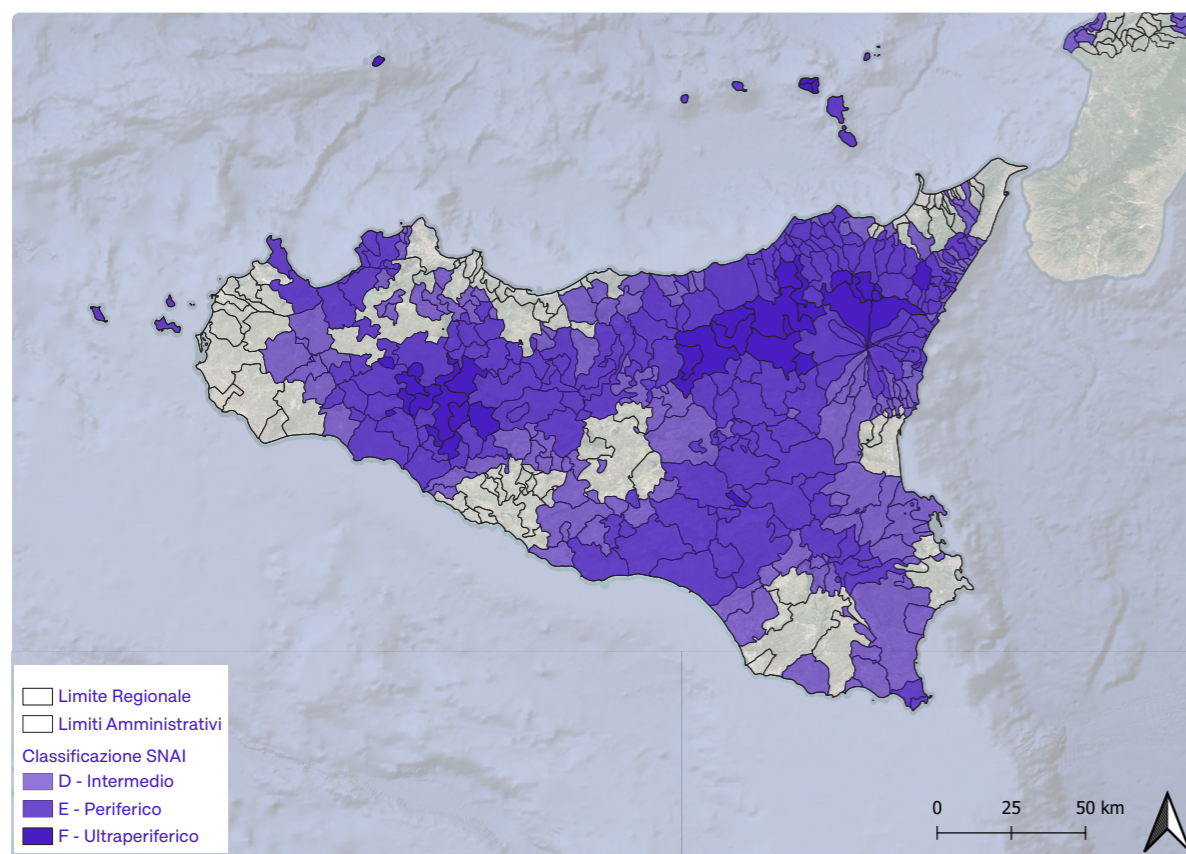 Limite Regionale
Limiti Amministrativi
Classificazione SNAI
D - Intermedio
E - Periferico
F - Ultraperiferico
0 25 50 km